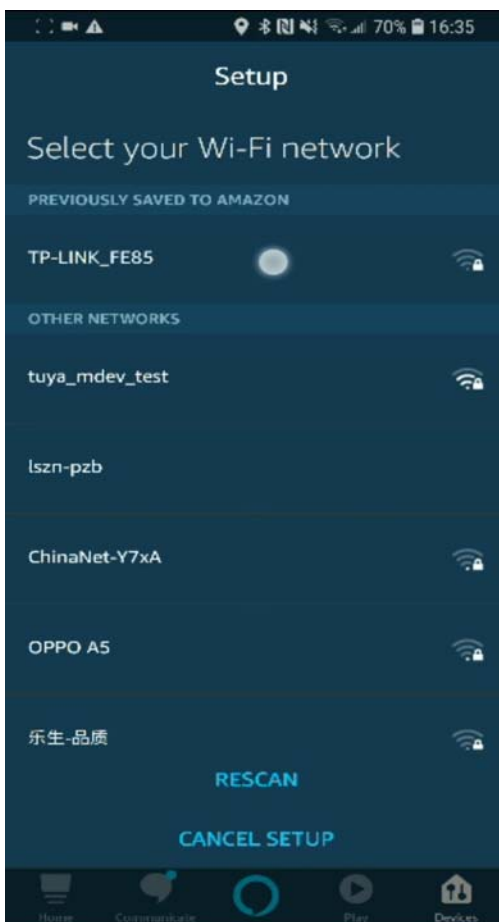 70% 16:35
Setup
Select your Wi-Fi network
PREVIOUSLY SAVED TO AMAZON
TP-LINK_FE85
OTHER NETWORKS
tuya_mdev_test
lszn-pzb
ChinaNet-Y7xA
OPPO A5
乐生-品质
RESCAN
CANCEL SETUP
Home Communicate Play Devices